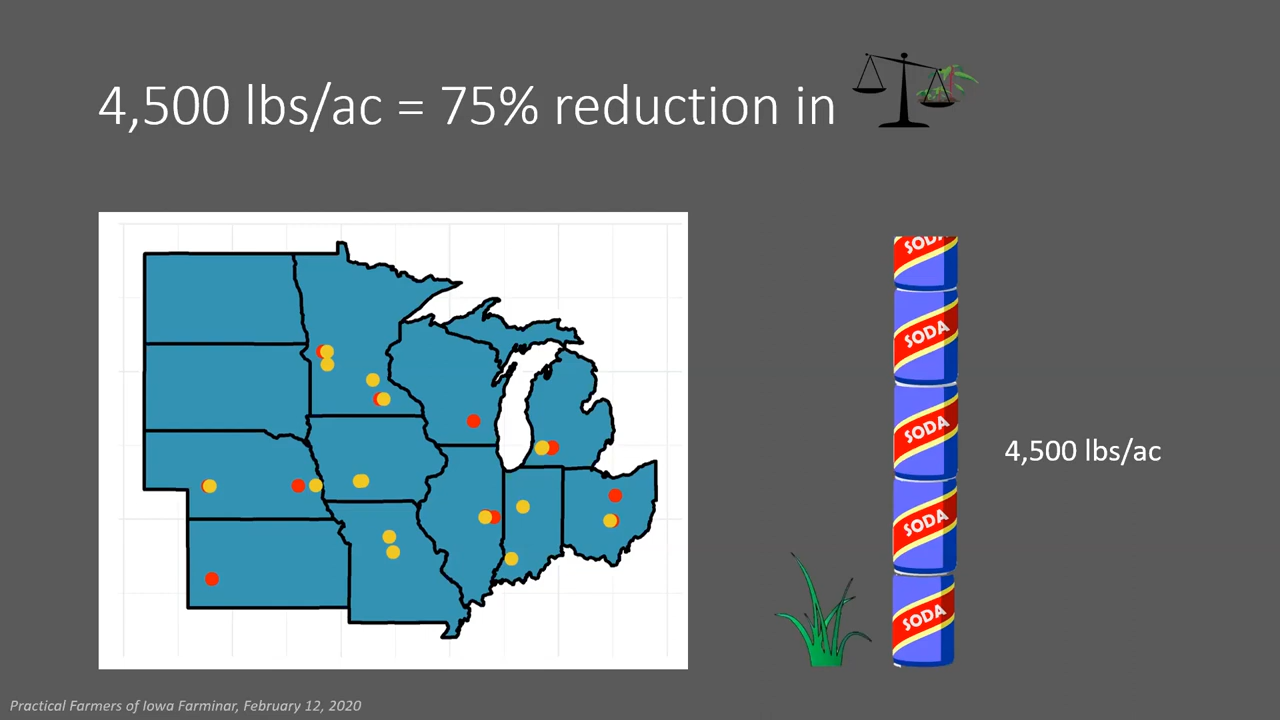 4,500 lbs/ac = 75% reduction in
SODA
SODA
SODA
SODA
SODA
4,500 lbs/ac
Practical Farmers of Iowa Farminar, February 12, 2020